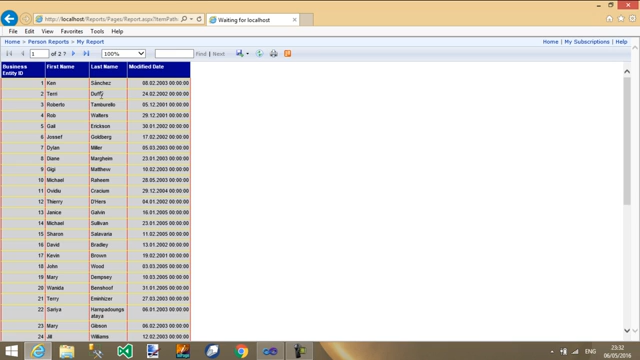 http://localhost/Reports/Pages/Report.aspx?ItemPath
Waiting for localhost
File Edit View Favorites Tools Help
Home > Person Reports > My Report
Home | My Subscriptions | Help
1 of 2 ? 100% Find | Next
Business Entity ID First Name Last Name Modified Date
1 Ken Sánchez 08.02.2003 00:00:00
2 Terri Duffy 24.02.2002 00:00:00
3 Roberto Tamburello 05.12.2001 00:00:00
4 Rob Walters 29.12.2001 00:00:00
5 Gail Erickson 30.01.2002 00:00:00
6 Jossef Goldberg 17.02.2002 00:00:00
7 Dylan Miller 05.03.2003 00:00:00
8 Diane Margheim 23.01.2003 00:00:00
9 Gigi Matthew 10.02.2003 00:00:00
10 Michael Raheem 28.05.2003 00:00:00
11 Ovidiu Cracium 29.12.2004 00:00:00
12 Thierry D'Hers 04.01.2002 00:00:00
13 Janice Galvin 16.01.2005 00:00:00
14 Michael Sullivan 23.01.2005 00:00:00
15 Sharon Salavaria 11.02.2005 00:00:00
16 David Bradley 13.01.2002 00:00:00
17 Kevin Brown 19.02.2001 00:00:00
18 John Wood 03.03.2005 00:00:00
19 Mary Dempsey 10.03.2005 00:00:00
20 Wanida Benshoof 31.01.2005 00:00:00
21 Terry Eminhizer 27.03.2003 00:00:00
22 Sariya Hampadoungsataya 06.01.2003 00:00:00
23 Mary Gibson 06.02.2003 00:00:00
24 Jill Williams 12.02.2003 00:00:00
ENG
23:32
06/05/2016